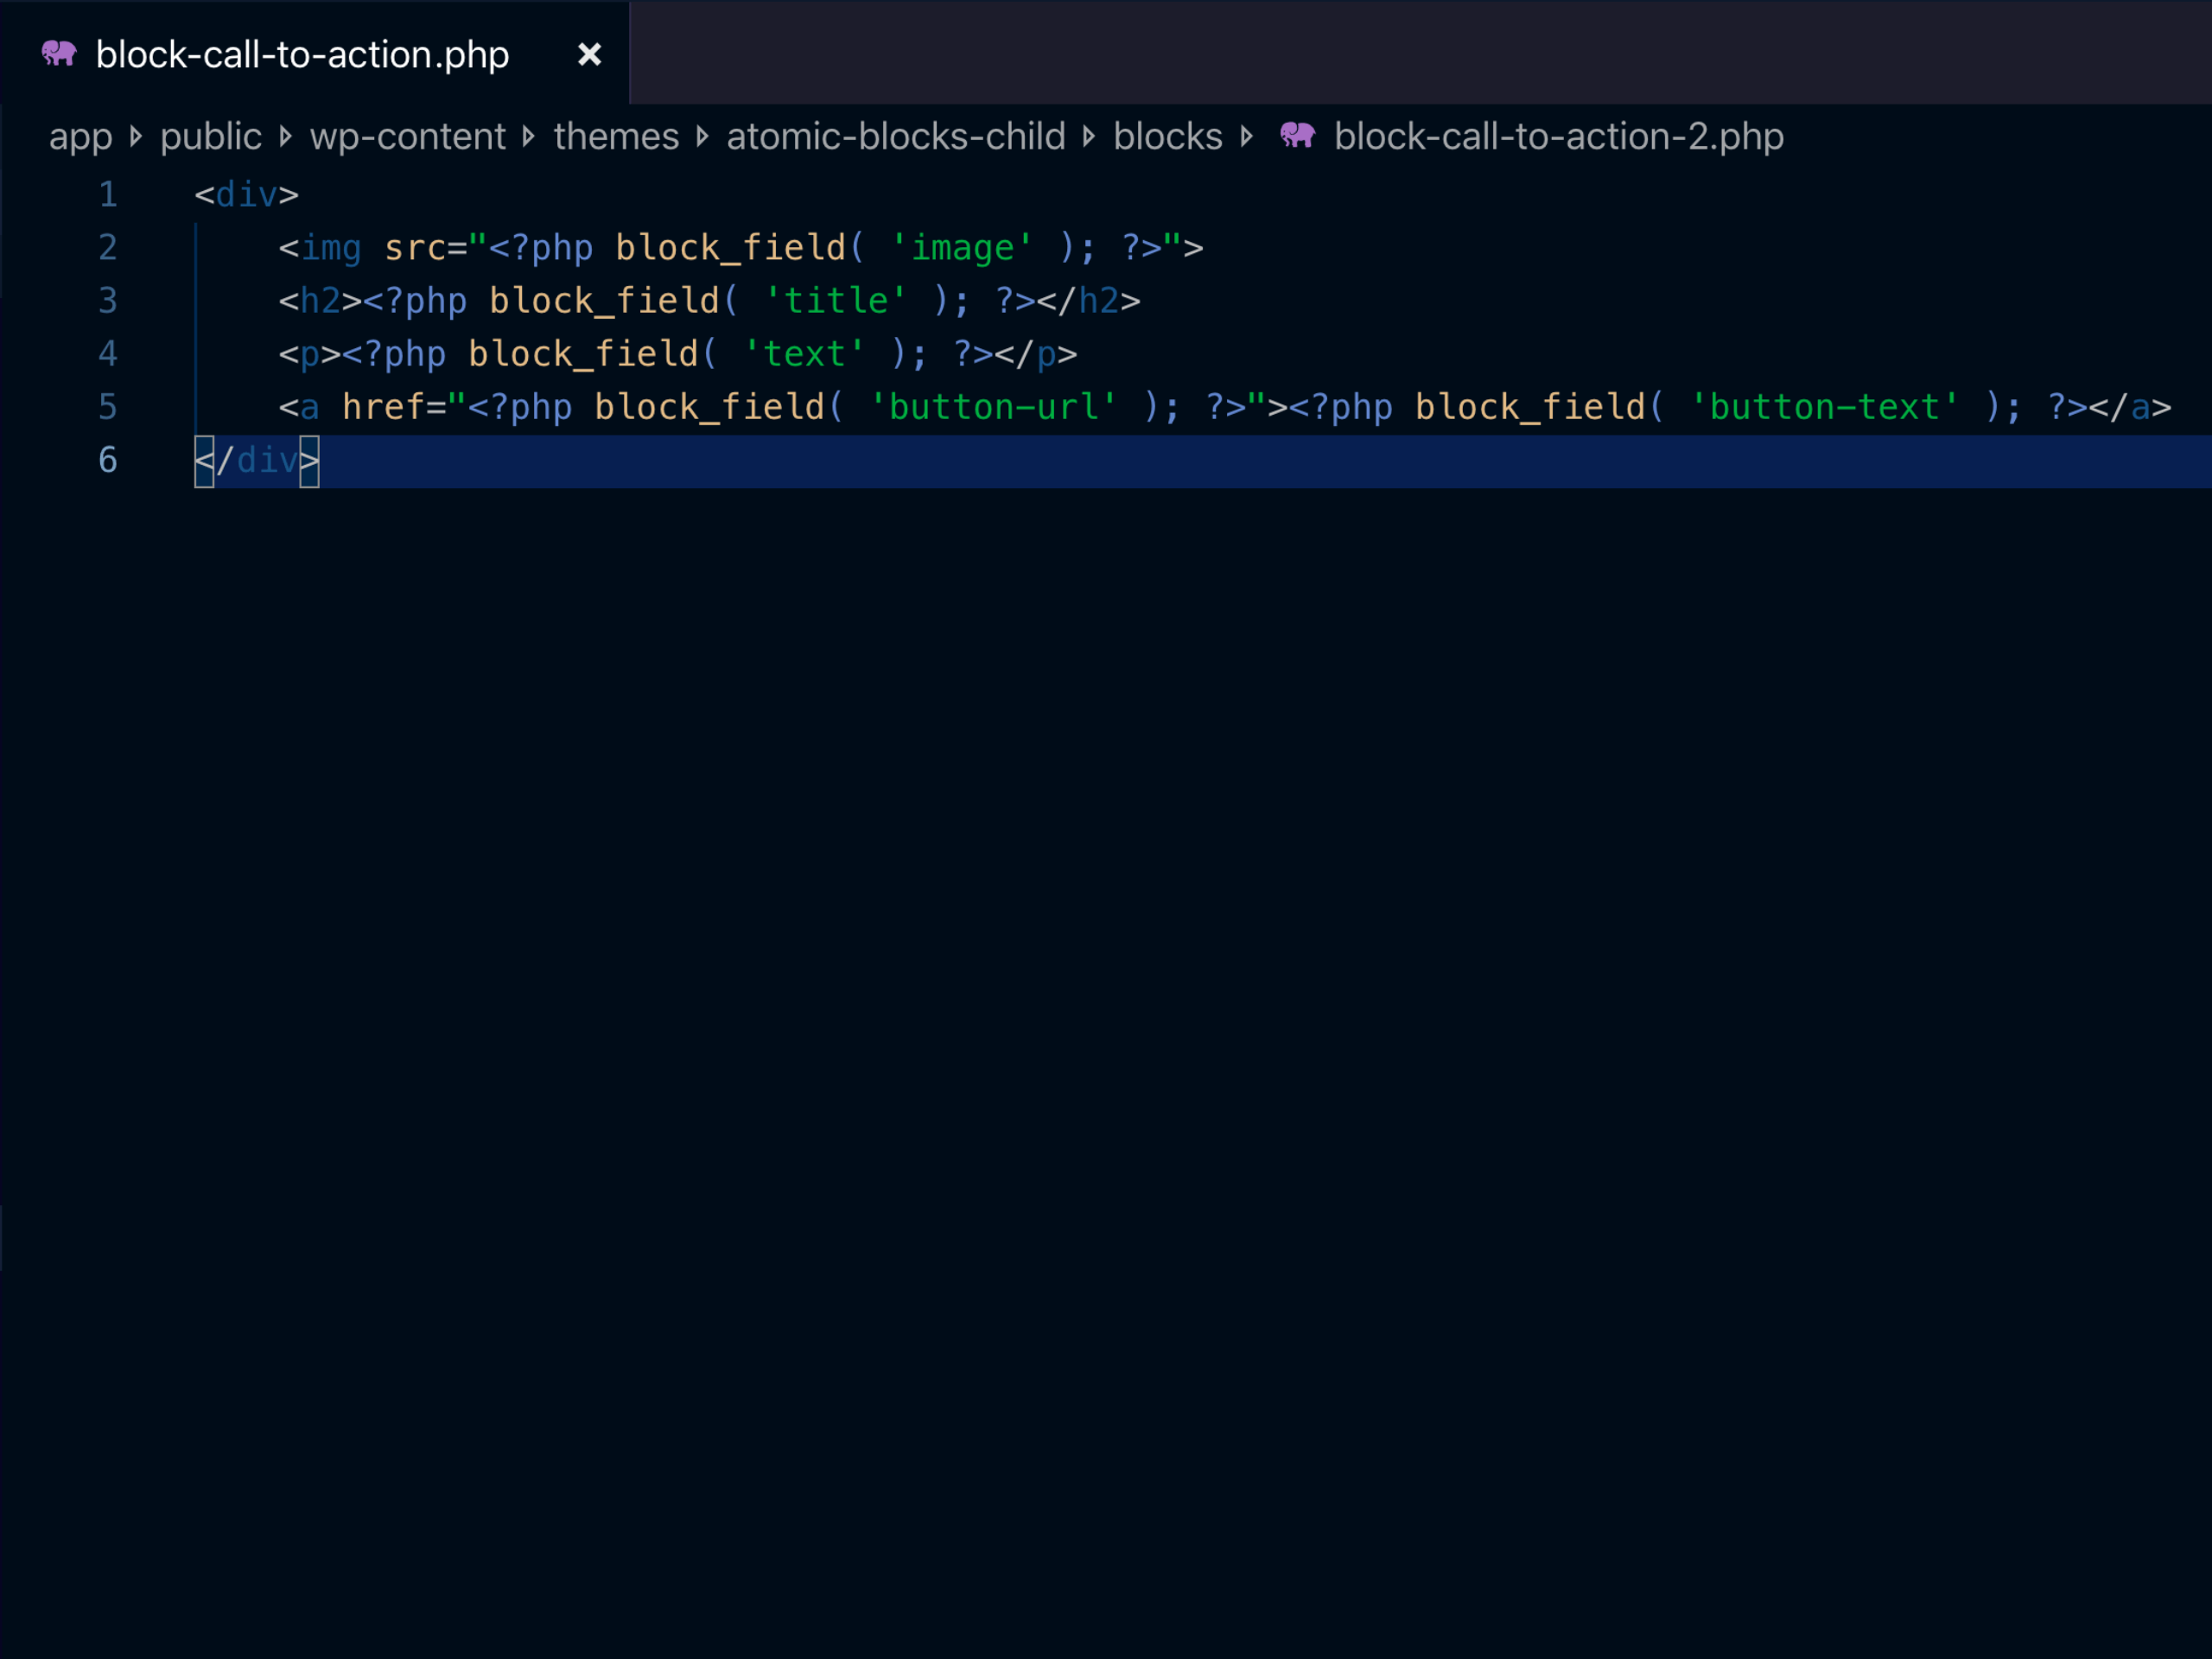 block-call-to-action.php ×
app ▸ public ▸ wp-content ▸ themes ▸ atomic-blocks-child ▸ blocks ▸ block-call-to-action-2.php
1 <div>
2     <img src="<?php block_field( 'image' ); ?>">
3     <h2><?php block_field( 'title' ); ?></h2>
4     <p><?php block_field( 'text' ); ?></p>
5     <a href="<?php block_field( 'button-url' ); ?>"><?php block_field( 'button-text' ); ?></a>
6 </div>